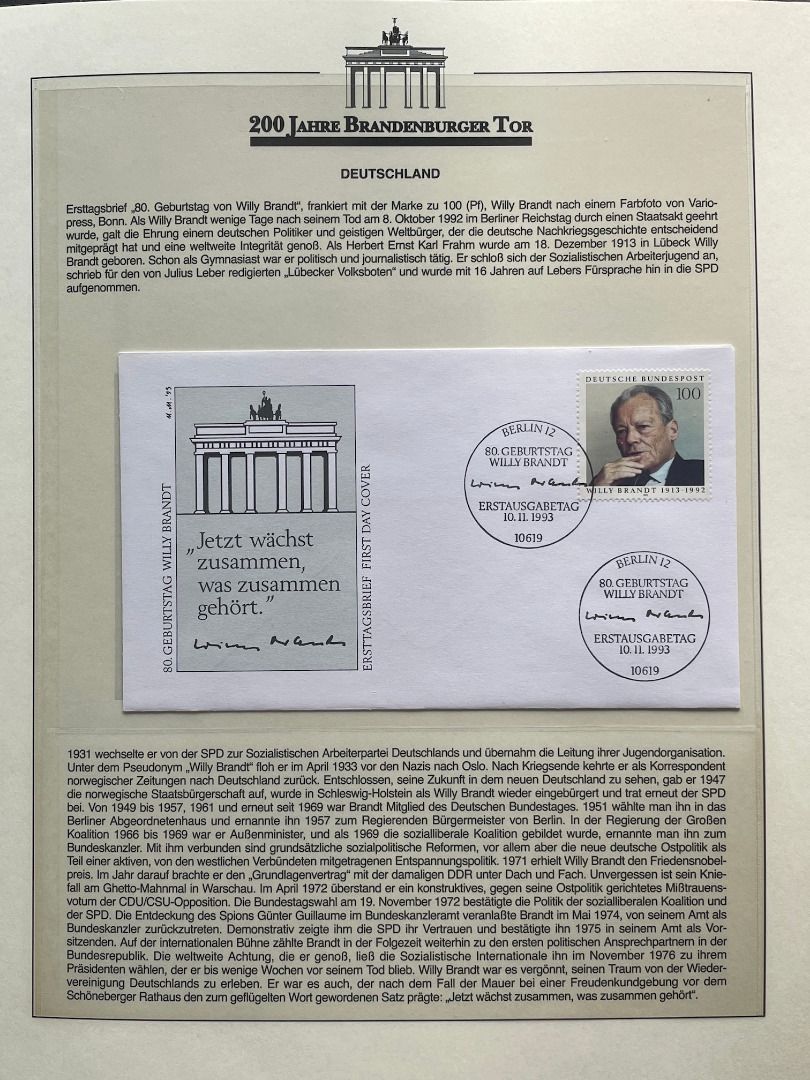 200 JAHRE BRANDENBURGER TOR
DEUTSCHLAND
Ersttagsbrief „80. Geburtstag von Willy Brandt“, frankiert mit der Marke zu 100 (Pf), Willy Brandt nach einem Farbfoto von Vario-
press, Bonn. Als Willy Brandt wenige Tage nach seinem Tod am 8. Oktober 1992 im Berliner Reichstag durch einen Staatsakt geehrt
wurde, galt die Ehrung einem deutschen Politiker und geistigen Weltbürger, der die deutsche Nachkriegsgeschichte entscheidend
mitgeprägt hat und eine weltweite Integrität genoß. Als Herbert Ernst Karl Frahm wurde am 18. Dezember 1913 in Lübeck Willy
Brandt geboren. Schon als Gymnasiast war er politisch und journalistisch tätig. Er schloß sich der Sozialistischen Arbeiterjugend an,
schrieb für den von Julius Leber redigierten „Lübecker Volksboten“ und wurde mit 16 Jahren auf Lebers Fürsprache hin in die SPD
aufgenommen.
M.M.'93
80. GEBURTSTAG WILLY BRANDT
„Jetzt wächst
zusammen,
was zusammen
gehört.”
Willy Brandt
ERSTTAGSBRIEF FIRST DAY COVER
DEUTSCHE BUNDESPOST
100
WILLY BRANDT 1913-1992
BERLIN 12
80. GEBURTSTAG
WILLY BRANDT
Willy Brandt
ERSTAUSGABETAG
10.11.1993
10619
BERLIN 12
80. GEBURTSTAG
WILLY BRANDT
Willy Brandt
ERSTAUSGABETAG
10.11.1993
10619
1931 wechselte er von der SPD zur Sozialistischen Arbeiterpartei Deutschlands und übernahm die Leitung ihrer Jugendorganisation.
Unter dem Pseudonym „Willy Brandt“ floh er im April 1933 vor den Nazis nach Oslo. Nach Kriegsende kehrte er als Korrespondent
norwegischer Zeitungen nach Deutschland zurück. Entschlossen, seine Zukunft in dem neuen Deutschland zu sehen, gab er 1947
die norwegische Staatsbürgerschaft auf, wurde in Schleswig-Holstein als Willy Brandt wieder eingebürgert und trat erneut der SPD
bei. Von 1949 bis 1957, 1961 und erneut seit 1969 war Brandt Mitglied des Deutschen Bundestages. 1951 wählte man ihn in das
Berliner Abgeordnetenhaus und ernannte ihn 1957 zum Regierenden Bürgermeister von Berlin. In der Regierung der Großen
Koalition 1966 bis 1969 war er Außenminister, und als 1969 die sozialliberale Koalition gebildet wurde, ernannte man ihn zum
Bundeskanzler. Mit ihm verbunden sind grundsätzliche sozialpolitische Reformen, vor allem aber die neue deutsche Ostpolitik als
Teil einer aktiven, von den westlichen Verbündeten mitgetragenen Entspannungspolitik. 1971 erhielt Willy Brandt den Friedensnobel-
preis. Im Jahr darauf brachte er den „Grundlagenvertrag“ mit der damaligen DDR unter Dach und Fach. Unvergessen ist sein Knie-
fall am Ghetto-Mahnmal in Warschau. Im April 1972 überstand er ein konstruktives, gegen seine Ostpolitik gerichtetes Mißtrauens-
votum der CDU/CSU-Opposition. Die Bundestagswahl am 19. November 1972 bestätigte die Politik der sozialliberalen Koalition und
der SPD. Die Entdeckung des Spions Günter Guillaume im Bundeskanzleramt veranlaßte Brandt im Mai 1974, von seinem Amt als
Bundeskanzler zurückzutreten. Demonstrativ zeigte ihm die SPD ihr Vertrauen und bestätigte ihn 1975 in seinem Amt als Vor-
sitzenden. Auf der internationalen Bühne zählte Brandt in der Folgezeit weiterhin zu den ersten politischen Ansprechpartnern in der
Bundesrepublik. Die weltweite Achtung, die er genoß, ließ die Sozialistische Internationale ihn im November 1976 zu ihrem
Präsidenten wählen, der er bis wenige Wochen vor seinem Tod blieb. Willy Brandt war es vergönnt, seinen Traum von der Wieder-
vereinigung Deutschlands zu erleben. Er war es auch, der nach dem Fall der Mauer bei einer Freudenkundgebung vor dem
Schöneberger Rathaus den zum geflügelten Wort gewordenen Satz prägte: „Jetzt wächst zusammen, was zusammen gehört“.